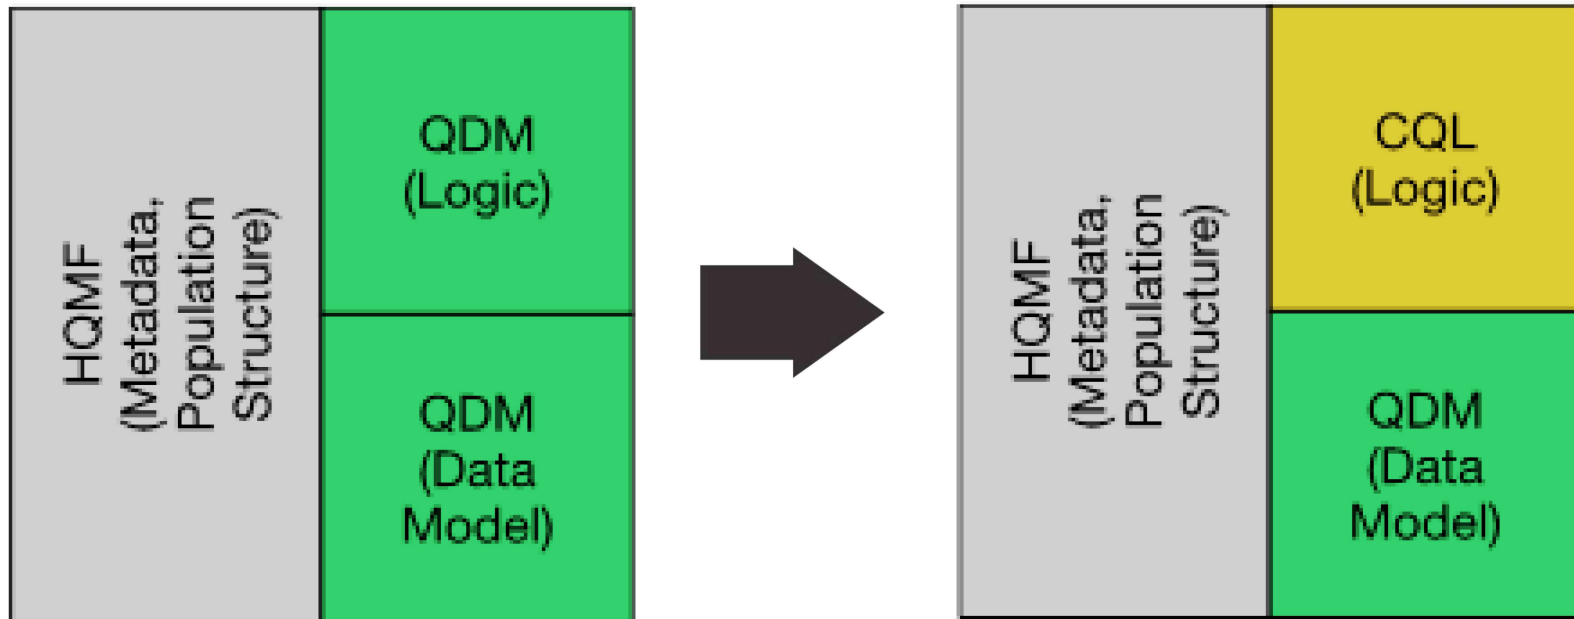 HQMF
(Metadata,
Population
Structure)
QDM
(Logic)
QDM
(Data
Model)
HQMF
(Metadata,
Population
Structure)
CQL
(Logic)
QDM
(Data
Model)